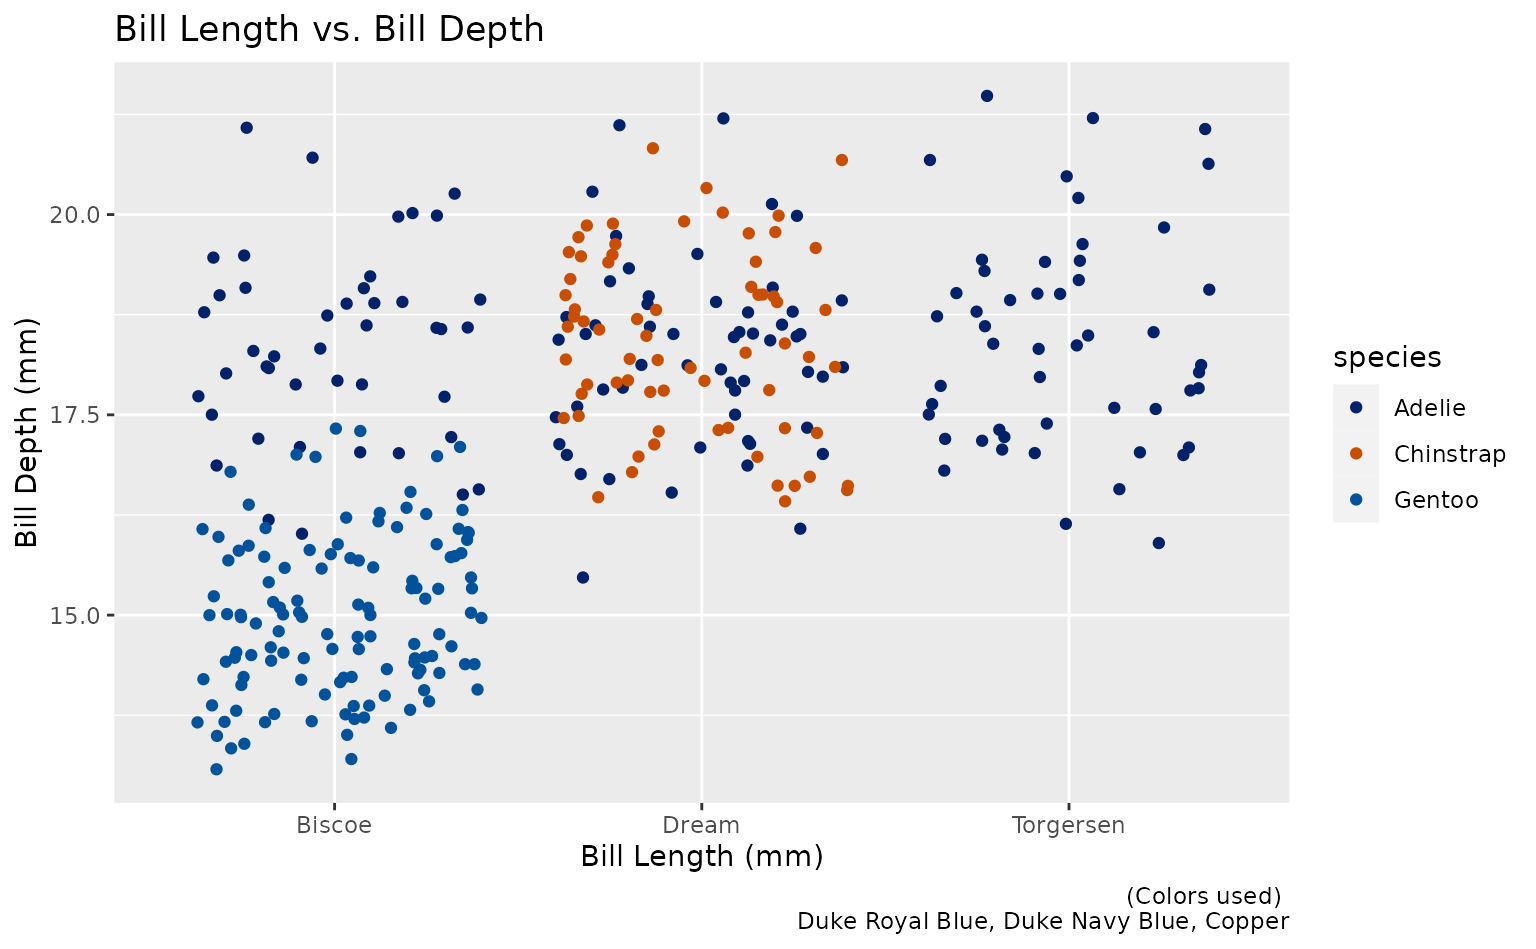 Bill Length vs. Bill Depth
Bill Depth (mm)
20.0
17.5
15.0
Biscoe
Dream
Torgersen
Bill Length (mm)
species
Adelie
Chinstrap
Gentoo
(Colors used)
Duke Royal Blue, Duke Navy Blue, Copper